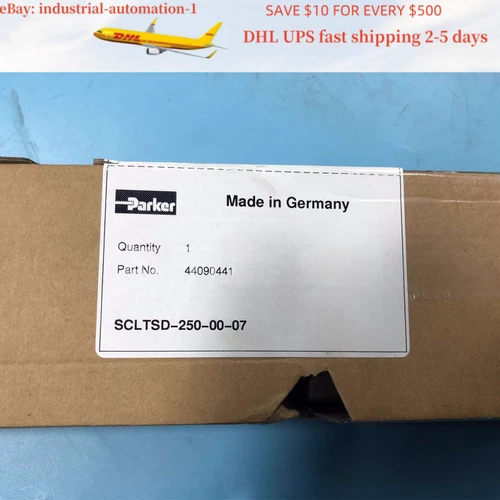 eBay: industrial-automation-1
SAVE $10 FOR EVERY $500
DHL UPS fast shipping 2-5 days
DHL
Parker
Made in Germany
Quantity 1
Part No. 44090441
SCLTSD-250-00-07